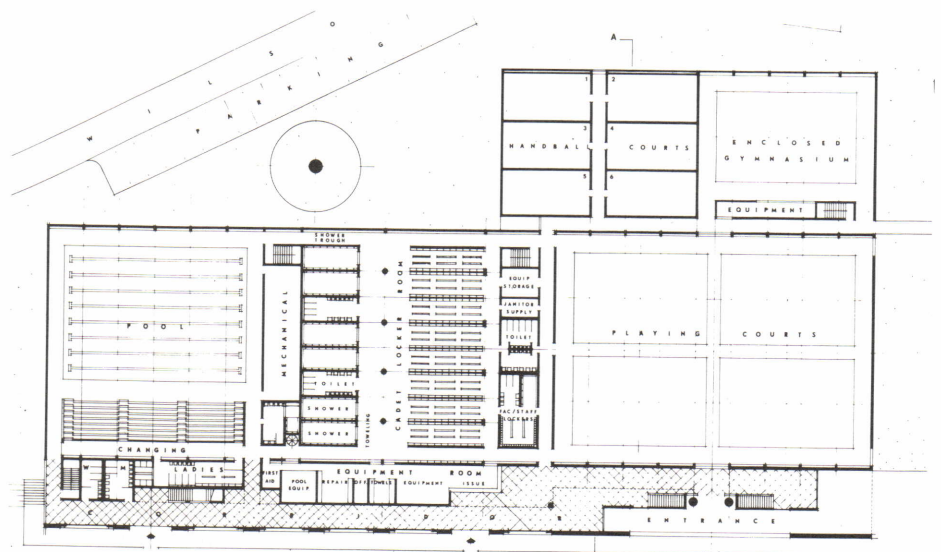 WILSO
PARKING
A
1 2
3 4
HANDBALL COURTS
5 6
ENCLOSED
GYMNASIUM
EQUIPMENT
SHOWER
TROUGH
POOL
MECHANICAL
CADET LOCKER ROOM
EQUIP
STORAGE
JANITOR
SUPPLY
TOILET
PLAYING COURTS
TOILET
SHOWER
SHOWER
TOWELING
FAC/STAFF
LOCKERS
CHANGING
W M
LADIES
FIRST
AID
POOL
EQUIP
EQUIPMENT ROOM
REPAIR OFF TOWELS EQUIPMENT
ISSUE
CORRIDOR
ENTRANCE